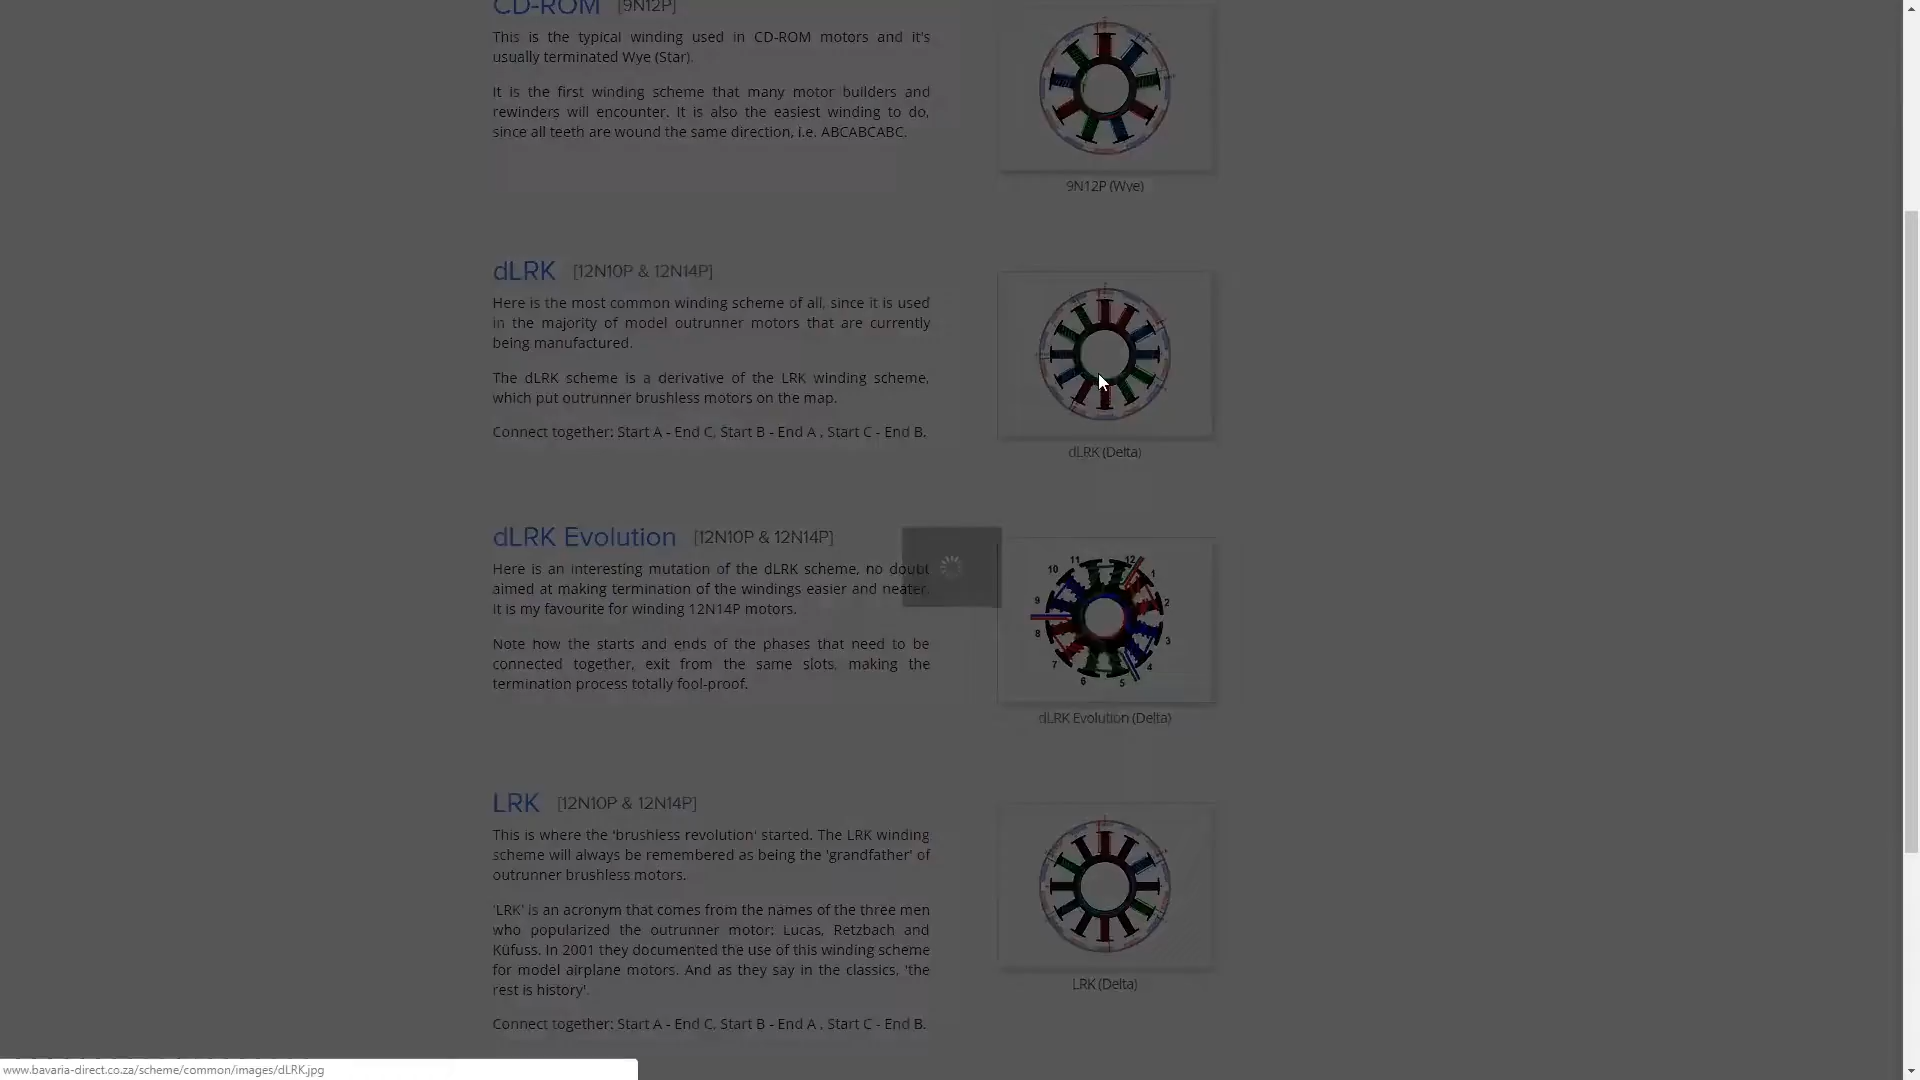 CD-ROM [9N12P]
This is the typical winding used in CD-ROM motors and it's
usually terminated Wye (Star).
It is the first winding scheme that many motor builders and
rewinders will encounter. It is also the easiest winding to do,
since all teeth are wound the same direction, i.e. ABCABCABC.
9N12P (Wye)
dLRK [12N10P & 12N14P]
Here is the most common winding scheme of all, since it is used
in the majority of model outrunner motors that are currently
being manufactured.
The dLRK scheme is a derivative of the LRK winding scheme,
which put outrunner brushless motors on the map.
Connect together: Start A - End C, Start B - End A , Start C - End B.
dLRK (Delta)
dLRK Evolution [12N10P & 12N14P]
Here is an interesting mutation of the dLRK scheme, no doubt
aimed at making termination of the windings easier and neater.
It is my favourite for winding 12N14P motors.
Note how the starts and ends of the phases that need to be
connected together, exit from the same slots, making the
termination process totally fool-proof.
11 12 1
10 2
9 3
8 4
7 5
6
dLRK Evolution (Delta)
LRK [12N10P & 12N14P]
This is where the 'brushless revolution' started. The LRK winding
scheme will always be remembered as being the 'grandfather' of
outrunner brushless motors.
'LRK' is an acronym that comes from the names of the three men
who popularized the outrunner motor: Lucas, Retzbach and
Küfuss. In 2001 they documented the use of this winding scheme
for model airplane motors. And as they say in the classics, 'the
rest is history'.
Connect together: Start A - End C, Start B - End A , Start C - End B.
LRK (Delta)
www.bavaria-direct.co.za/scheme/common/images/dLRK.jpg